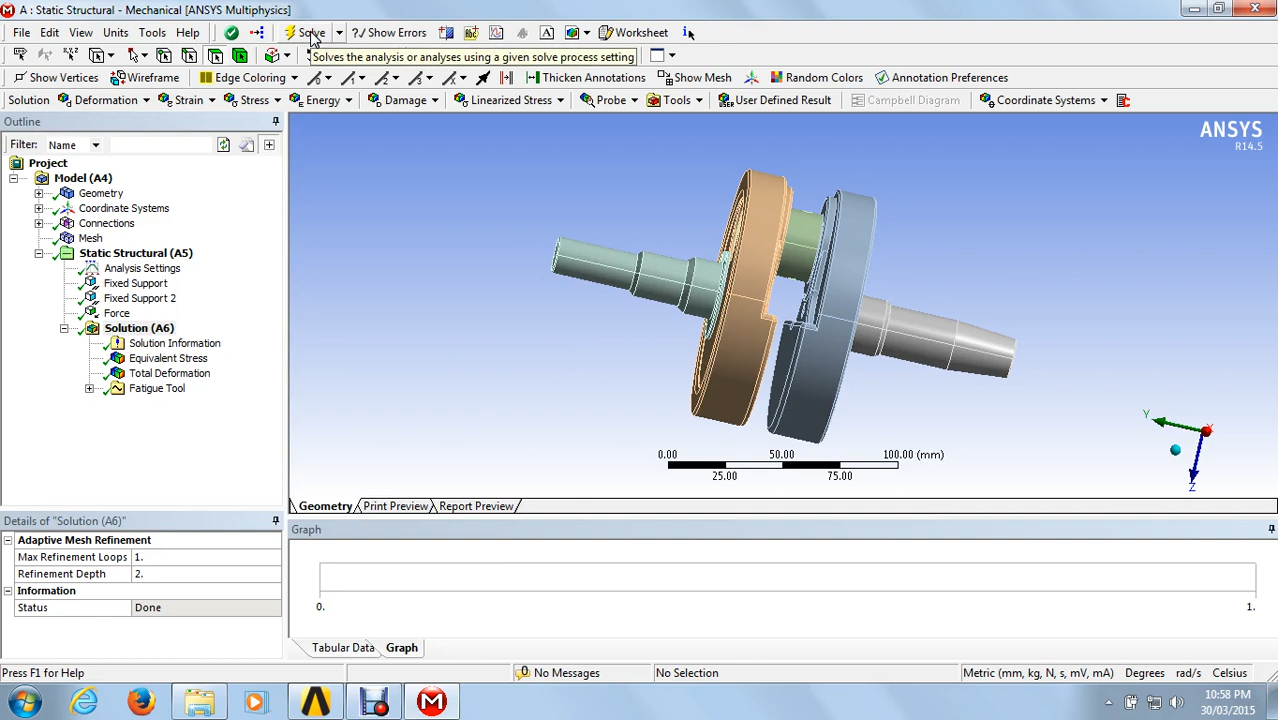 A : Static Structural - Mechanical [ANSYS Multiphysics]
File Edit View Units Tools Help Solve ?/Show Errors A Worksheet i
Solves the analysis or analyses using a given solve process setting
Show Vertices Wireframe Edge Coloring Thicken Annotations Show Mesh Random Colors Annotation Preferences
Solution Deformation Strain Stress Energy Damage Linearized Stress Probe Tools User Defined Result Campbell Diagram Coordinate Systems
Outline
Filter: Name
Project
Model (A4)
Geometry
Coordinate Systems
Connections
Mesh
Static Structural (A5)
Analysis Settings
Fixed Support
Fixed Support 2
Force
Solution (A6)
Solution Information
Equivalent Stress
Total Deformation
Fatigue Tool
ANSYS
R14.5
Y
X
Z
0.00 50.00 100.00 (mm)
25.00 75.00
Geometry Print Preview Report Preview
Details of "Solution (A6)"
Adaptive Mesh Refinement
Max Refinement Loops 1.
Refinement Depth 2.
Information
Status Done
Graph
0. 1.
Tabular Data Graph
Press F1 for Help 0 No Messages No Selection Metric (mm, kg, N, s, mV, mA) Degrees rad/s Celsius
10:58 PM
30/03/2015